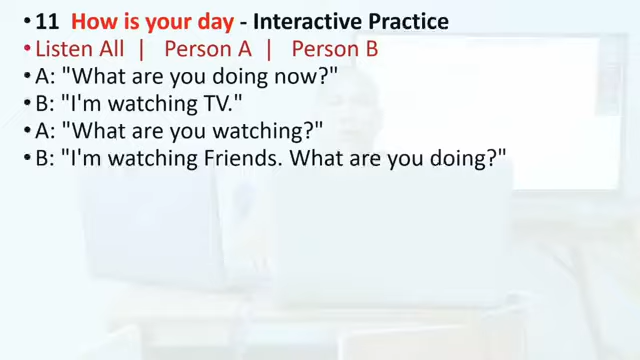 •11 How is your day - Interactive Practice
•Listen All | Person A | Person B
•A: "What are you doing now?"
•B: "I'm watching TV."
•A: "What are you watching?"
•B: "I'm watching Friends. What are you doing?"